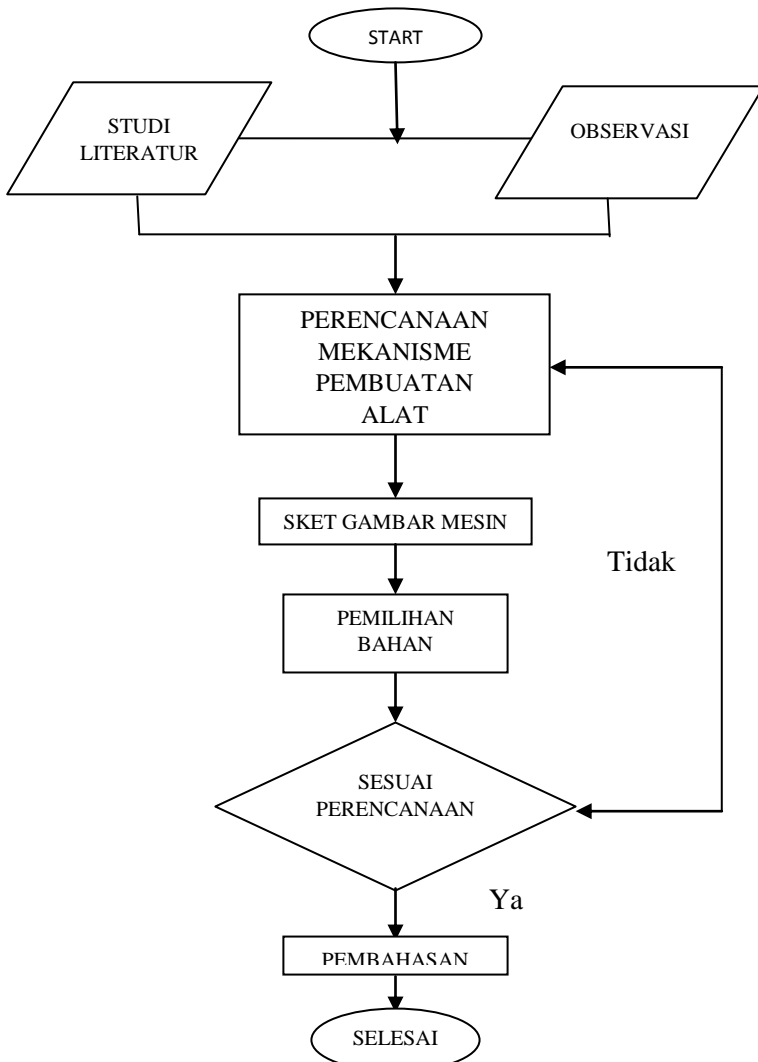 START
STUDI
LITERATUR
OBSERVASI
PERENCANAAN
MEKANISME
PEMBUATAN
ALAT
SKET GAMBAR MESIN
Tidak
PEMILIHAN
BAHAN
SESUAI
PERENCANAAN
Ya
PEMBAHASAN
SELESAI